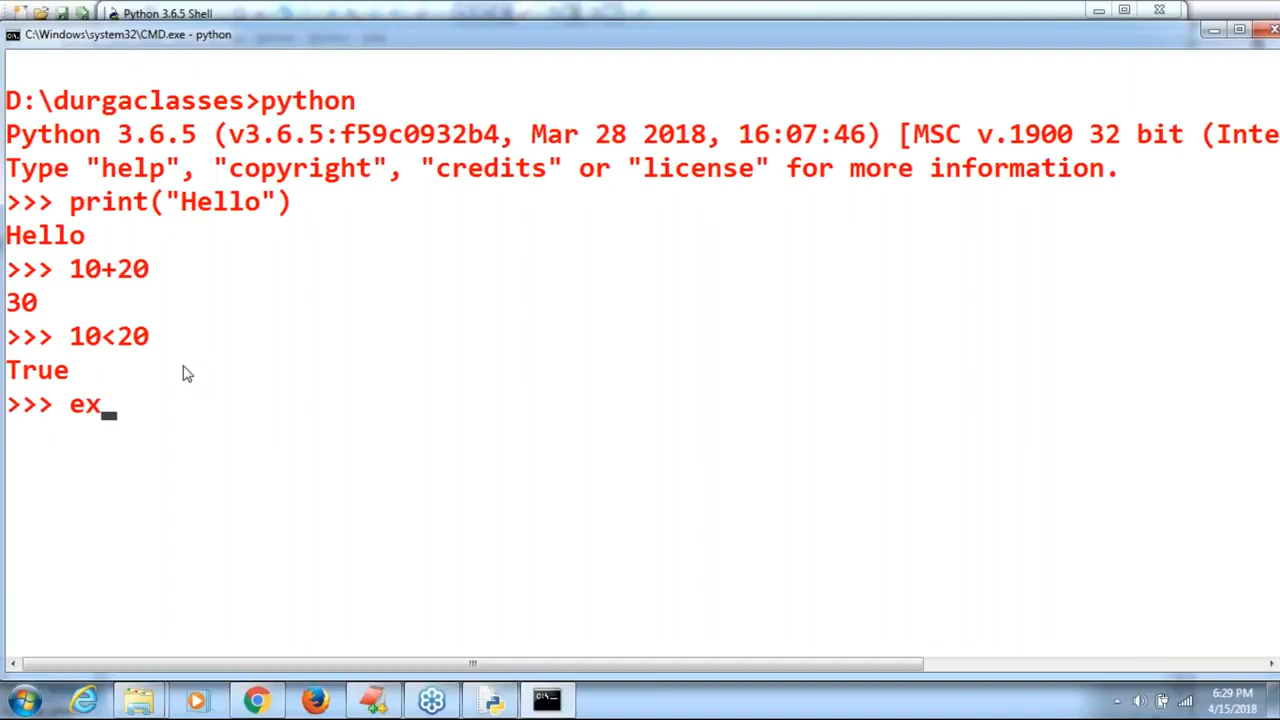 Python 3.6.5 Shell
C:\Windows\system32\CMD.exe - python
D:\durgaclasses>python
Python 3.6.5 (v3.6.5:f59c0932b4, Mar 28 2018, 16:07:46) [MSC v.1900 32 bit (Inte
Type "help", "copyright", "credits" or "license" for more information.
>>> print("Hello")
Hello
>>> 10+20
30
>>> 10<20
True
>>> ex_
6:29 PM
4/15/2018